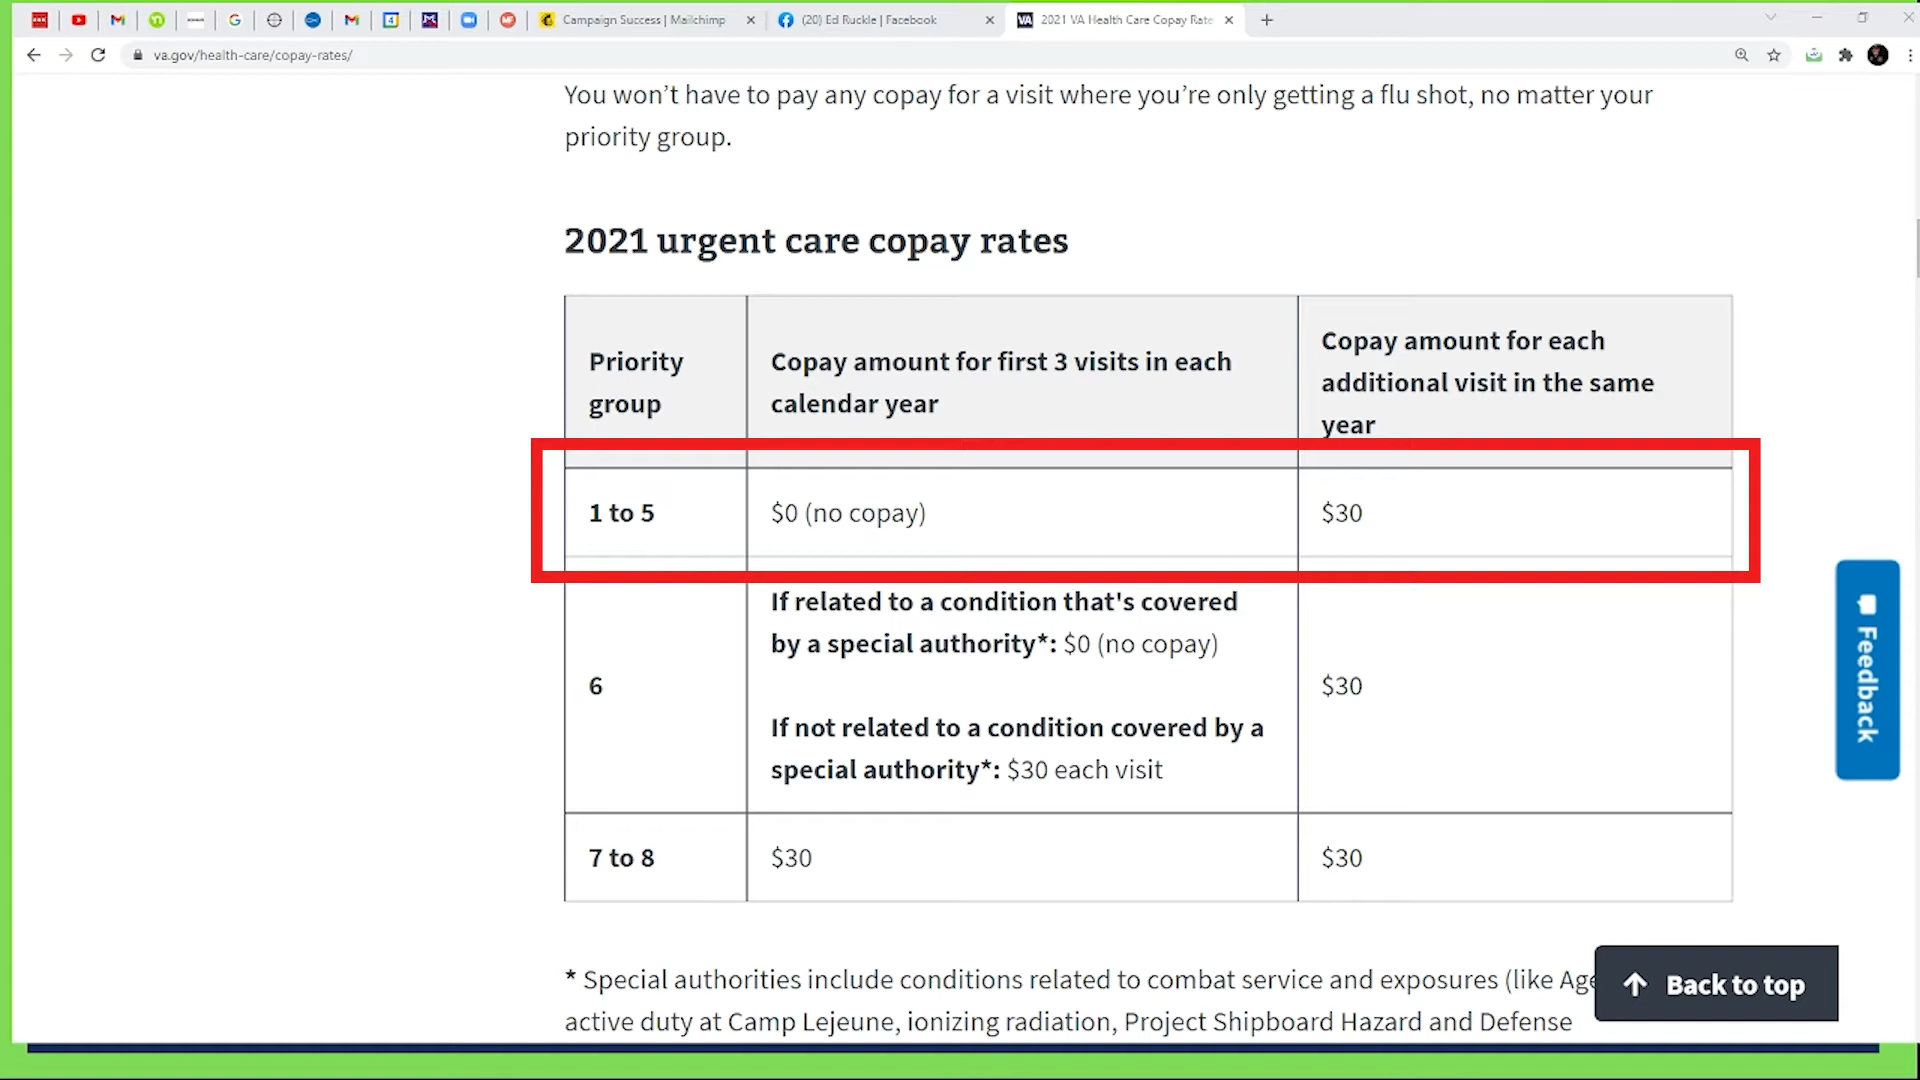 Campaign Success | Mailchimp
(20) Ed Ruckle | Facebook
2021 VA Health Care Copay Rate
va.gov/health-care/copay-rates/
You won’t have to pay any copay for a visit where you’re only getting a flu shot, no matter your
priority group.
2021 urgent care copay rates
Priority
group
Copay amount for first 3 visits in each
calendar year
Copay amount for each
additional visit in the same
year
1 to 5
$0 (no copay)
$30
6
If related to a condition that's covered
by a special authority*: $0 (no copay)
If not related to a condition covered by a
special authority*: $30 each visit
$30
7 to 8
$30
$30
Feedback
* Special authorities include conditions related to combat service and exposures (like Age
active duty at Camp Lejeune, ionizing radiation, Project Shipboard Hazard and Defense
Back to top